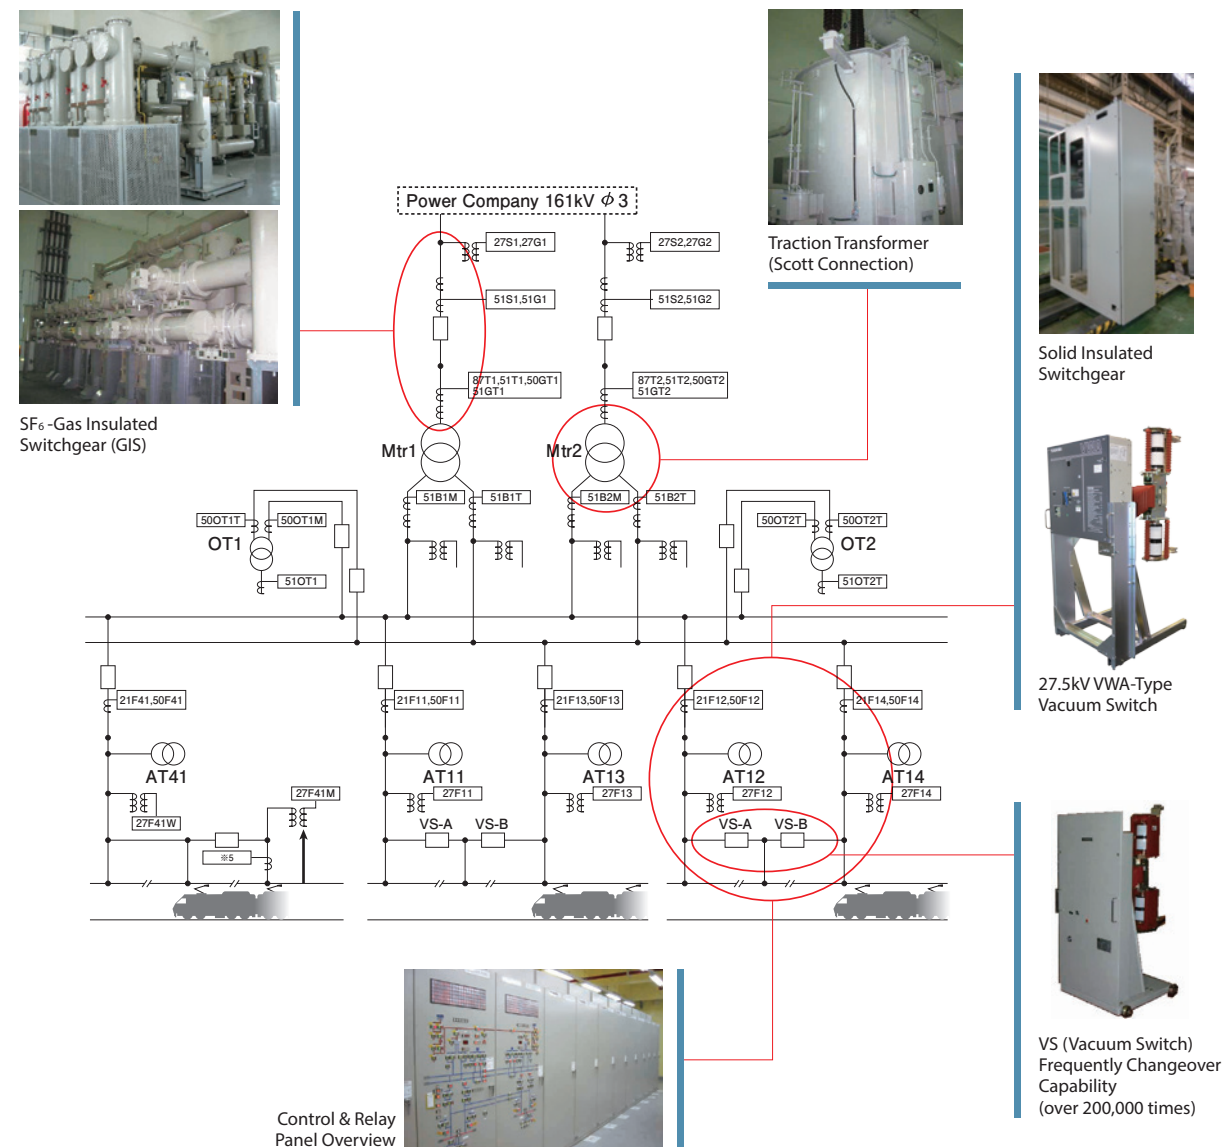 Power Company 161kV φ3
27S1,27G1
27S2,27G2
Traction Transformer
(Scott Connection)
51S1,51G1
51S2,51G2
Solid Insulated
Switchgear
87T1,51T1,50GT1
51GT1
87T2,51T2,50GT2
51GT2
SF6 -Gas Insulated
Switchgear (GIS)
Mtr1
Mtr2
51B1M
51B1T
51B2M
51B2T
50OT1T
50OT1M
50OT2T
50OT2T
OT1
OT2
51OT1
51OT2T
27.5kV VWA-Type
Vacuum Switch
21F41,50F41
21F11,50F11
21F13,50F13
21F12,50F12
21F14,50F14
AT41
AT11
AT13
AT12
AT14
27F41M
27F11
27F13
27F12
27F14
27F41W
VS-A
VS-B
VS-A
VS-B
※5
VS (Vacuum Switch)
Frequently Changeover
Capability
(over 200,000 times)
Control & Relay
Panel Overview